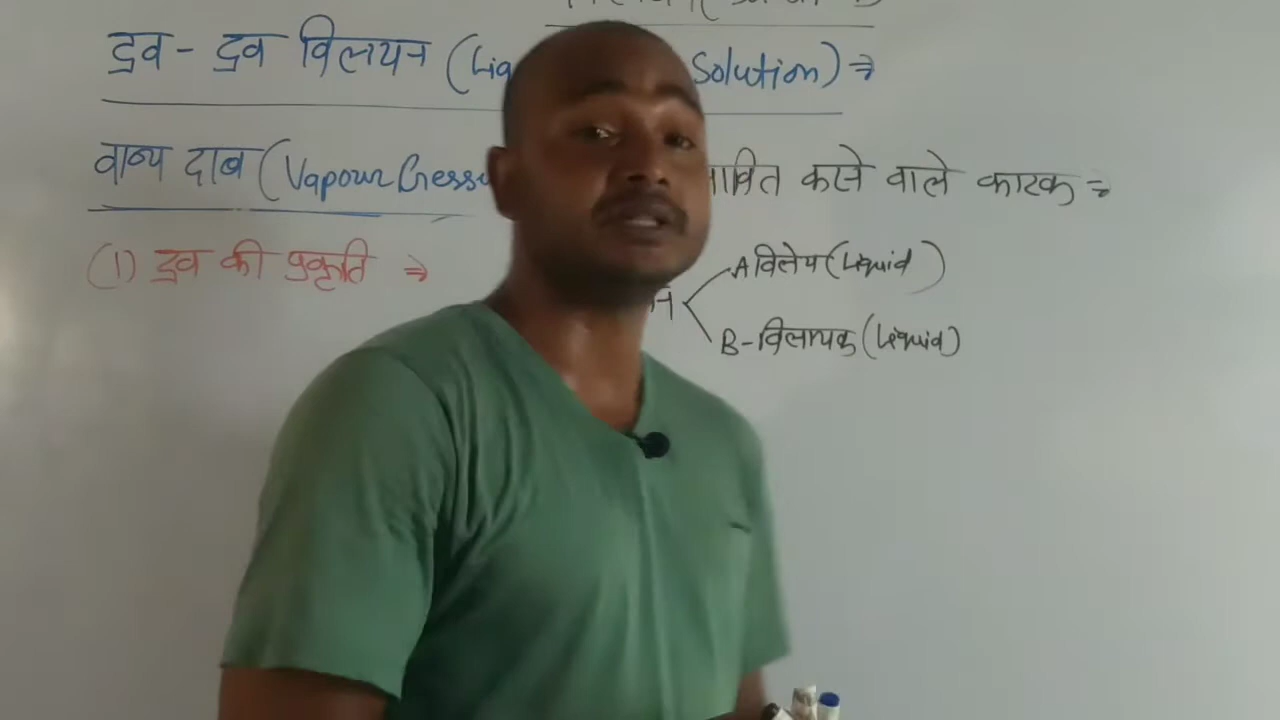 द्रव - द्रव विलयन (Liq Solution) ⇒
वाष्प दाब (Vapour Pressu भावित करने वाले कारक ⇒
(1) द्रव की प्रकृति ⇒
A विलेय (Liquid)
B - विलायक (Liquid)